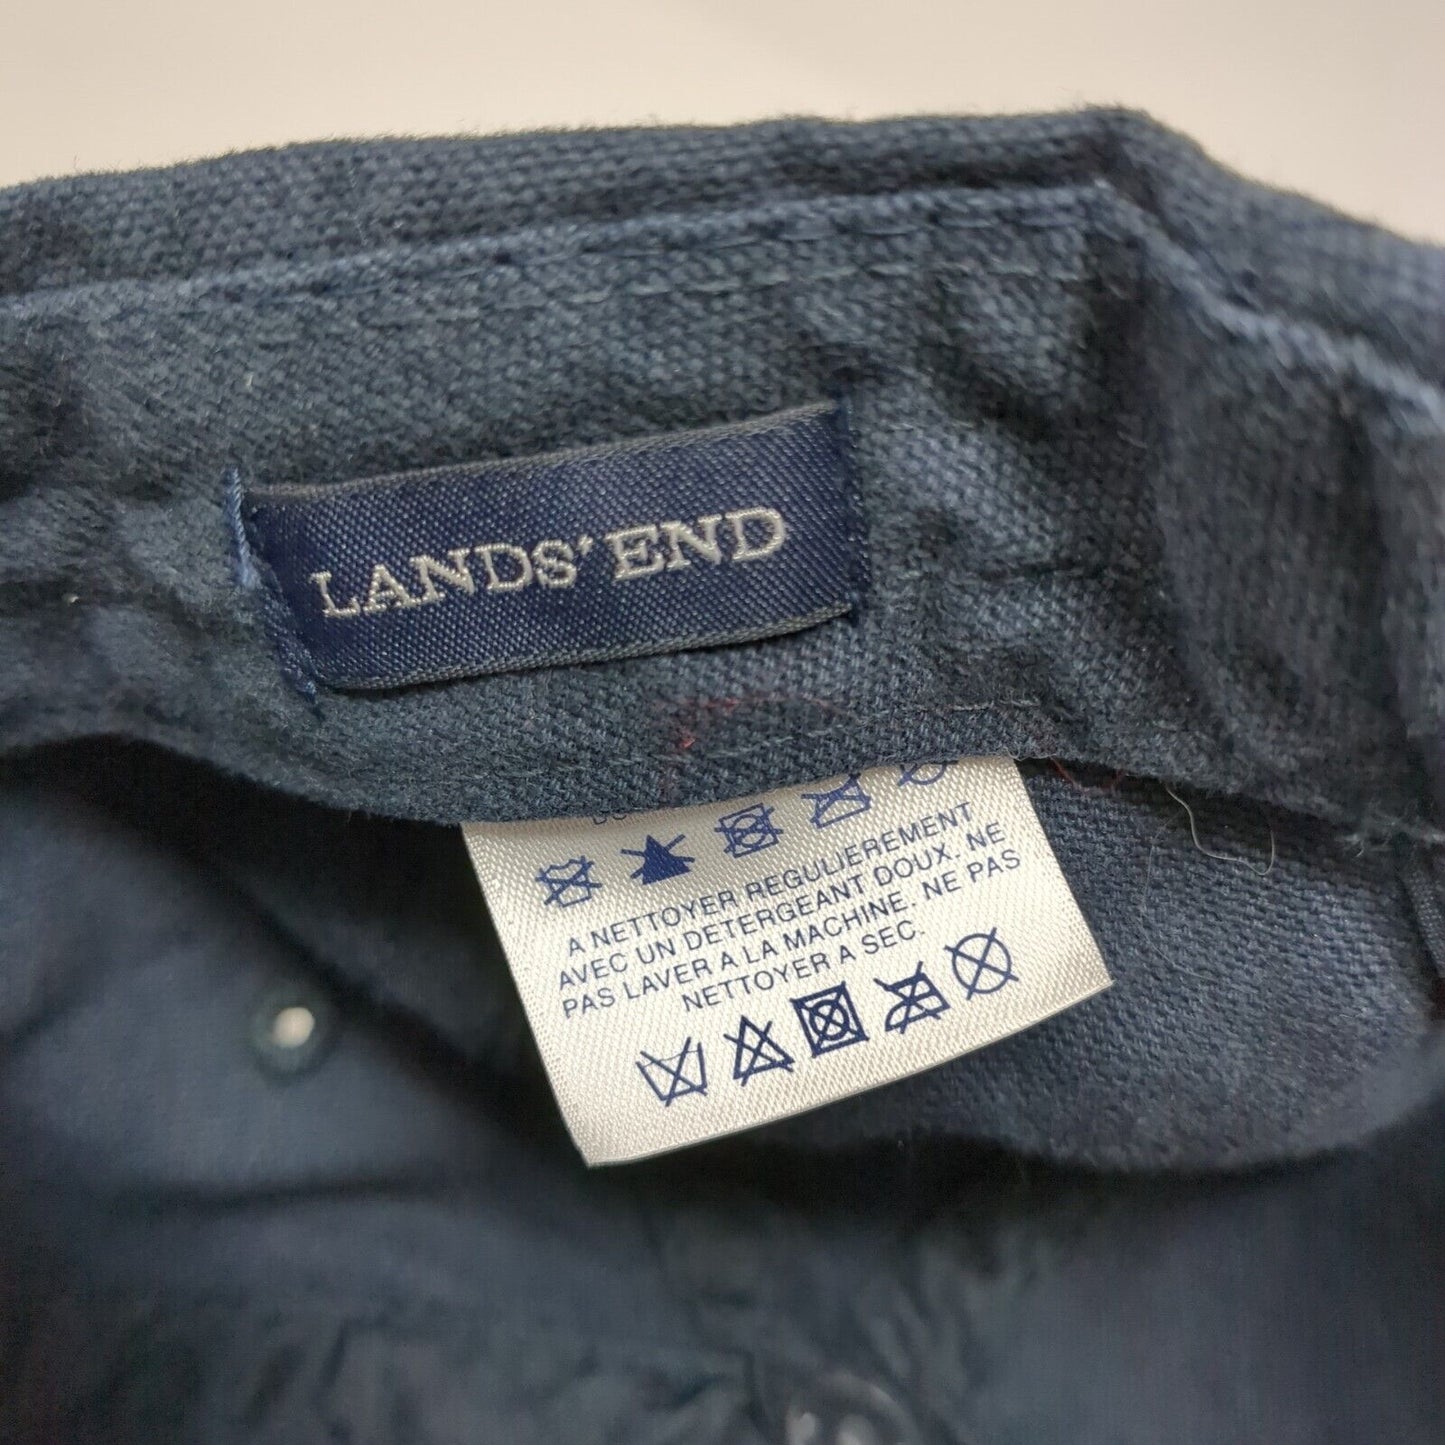 LANDS' END
A NETTOYER REGULIEREMENT
AVEC UN DETERGEANT DOUX. NE
PAS LAVER A LA MACHINE. NE PAS
NETTOYER A SEC.